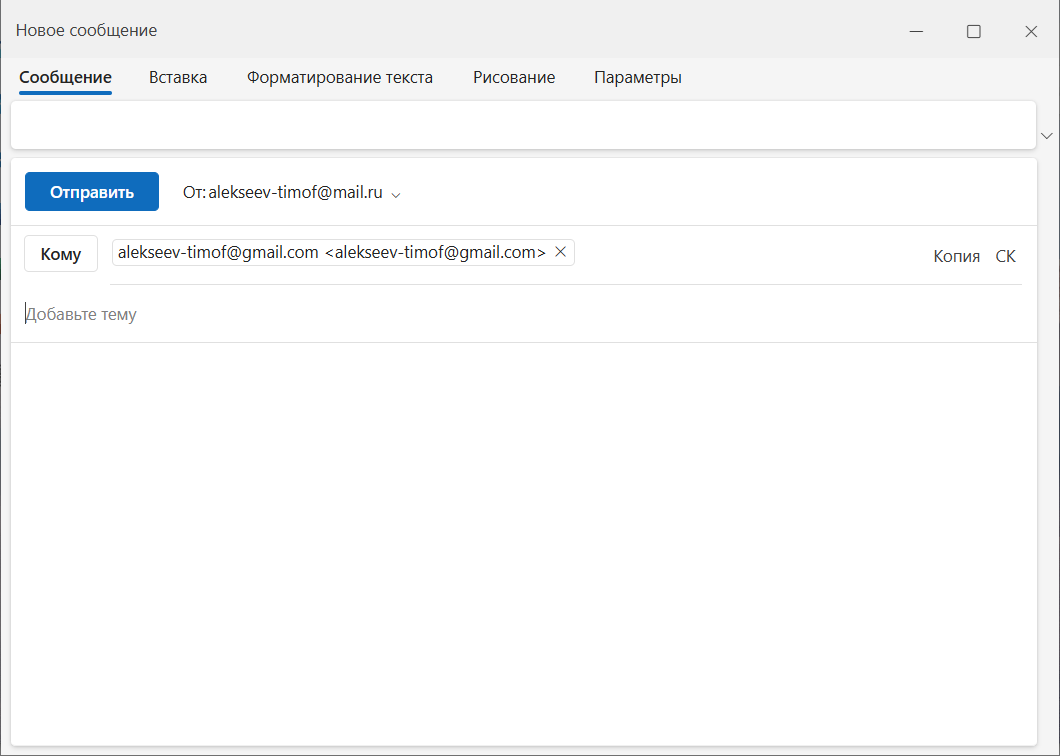 Новое сообщение
Сообщение Вставка Форматирование текста Рисование Параметры
Отправить От: alekseev-timof@mail.ru
Кому alekseev-timof@gmail.com <alekseev-timof@gmail.com> Копия СК
Добавьте тему